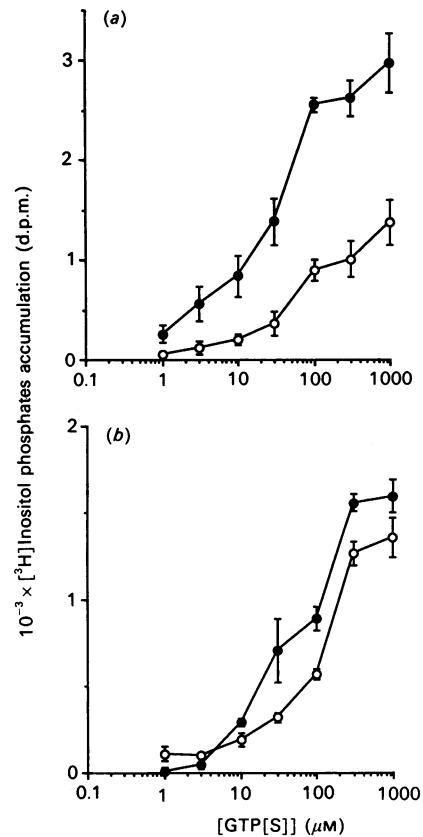 (a)
3
2
1
0
0.1 1 10 100 1000
10⁻³ × [³H]Inositol phosphates accumulation (d.p.m.)
(b)
2
1
0
0.1 1 10 100 1000
[GTP[S]] (μM)